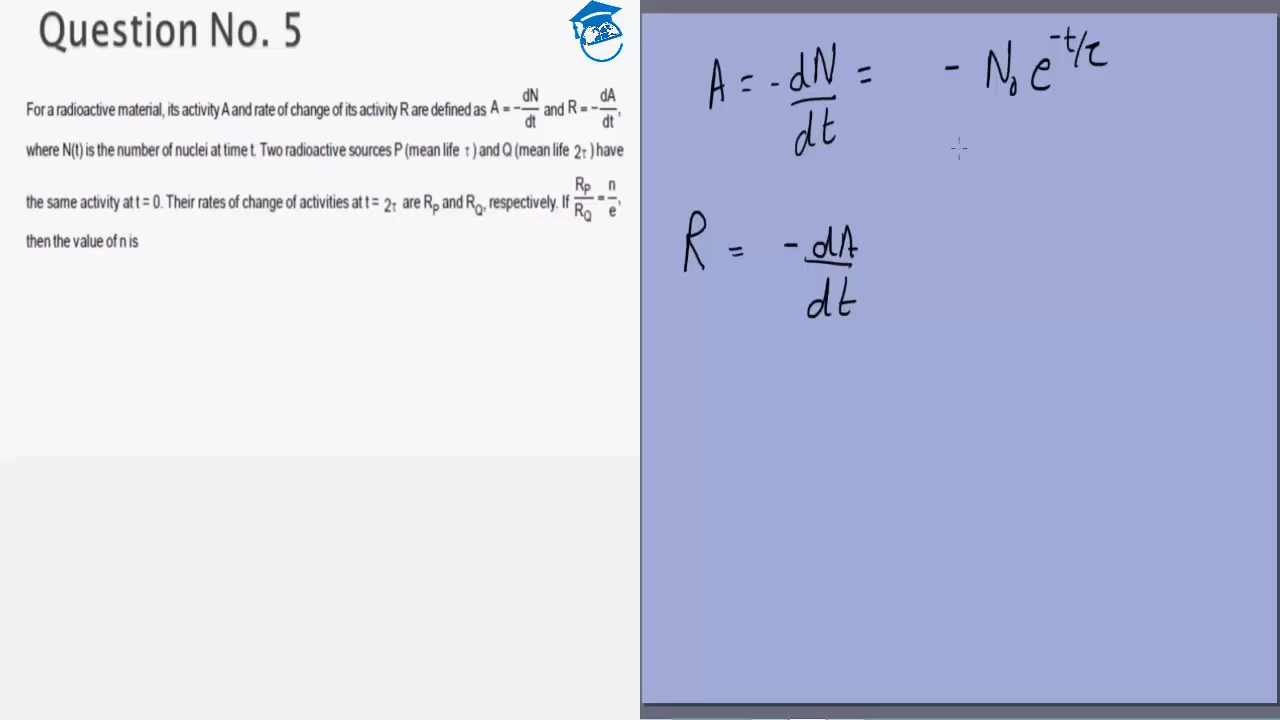 Question No. 5
For a radioactive material, its activity A and rate of change of its activity R are defined as A = -dN/dt and R = -dA/dt,
where N(t) is the number of nuclei at time t. Two radioactive sources P (mean life τ) and Q (mean life 2τ) have
the same activity at t = 0. Their rates of change of activities at t = 2τ are R_P and R_Q, respectively. If R_P/R_Q = n/e,
then the value of n is
A = -dN/dt = - N₀ e^(-t/τ)
R = -dA/dt